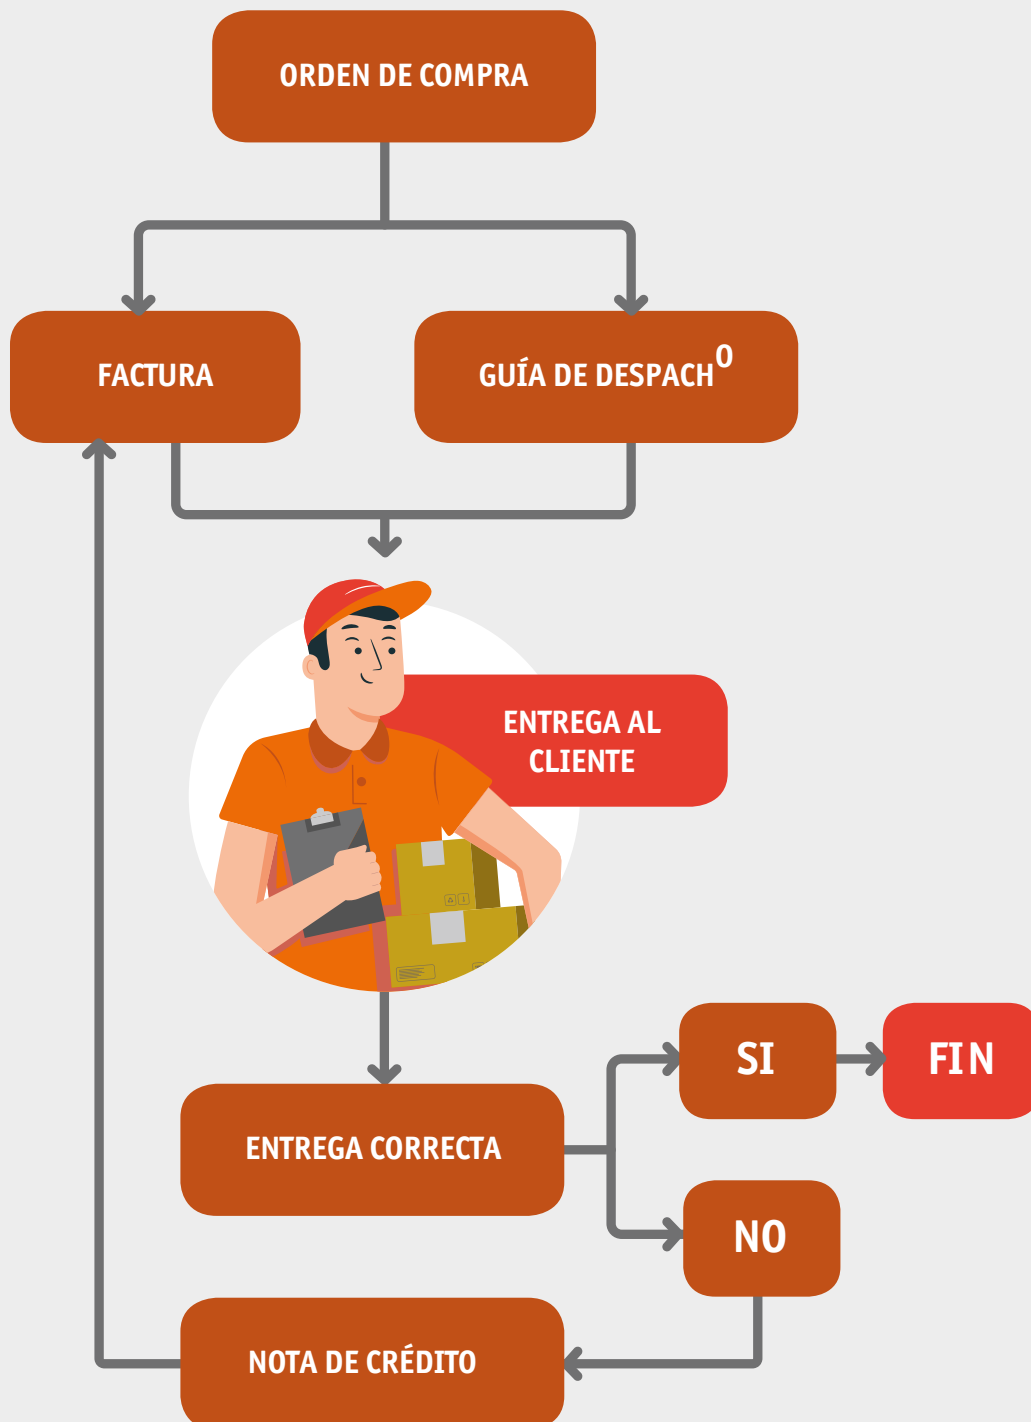 ORDEN DE COMPRA
FACTURA
GUÍA DE DESPACHO
ENTREGA AL
CLIENTE
SI
FIN
ENTREGA CORRECTA
NO
NOTA DE CRÉDITO